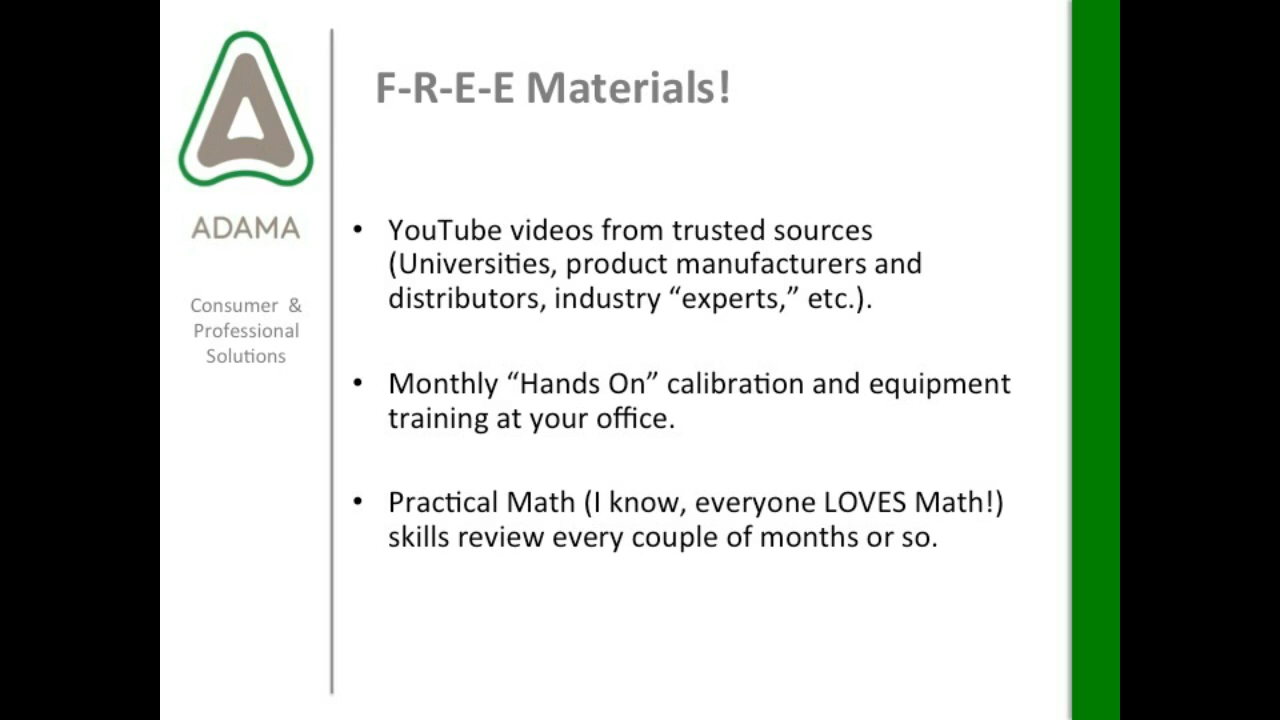 F-R-E-E Materials!
ADAMA
Consumer &
Professional
Solutions
• YouTube videos from trusted sources
(Universities, product manufacturers and
distributors, industry “experts,” etc.).
• Monthly “Hands On” calibration and equipment
training at your office.
• Practical Math (I know, everyone LOVES Math!)
skills review every couple of months or so.